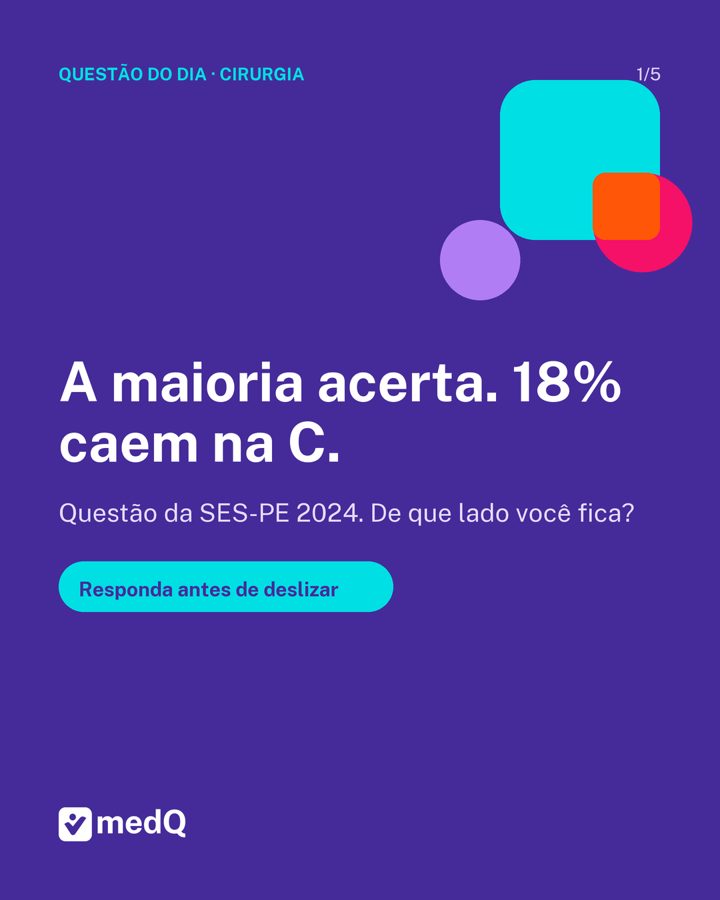 QUESTÃO DO DIA · CIRURGIA
1/5
A maioria acerta. 18%
caem na C.
Questão da SES-PE 2024. De que lado você fica?
Responda antes de deslizar
medQ